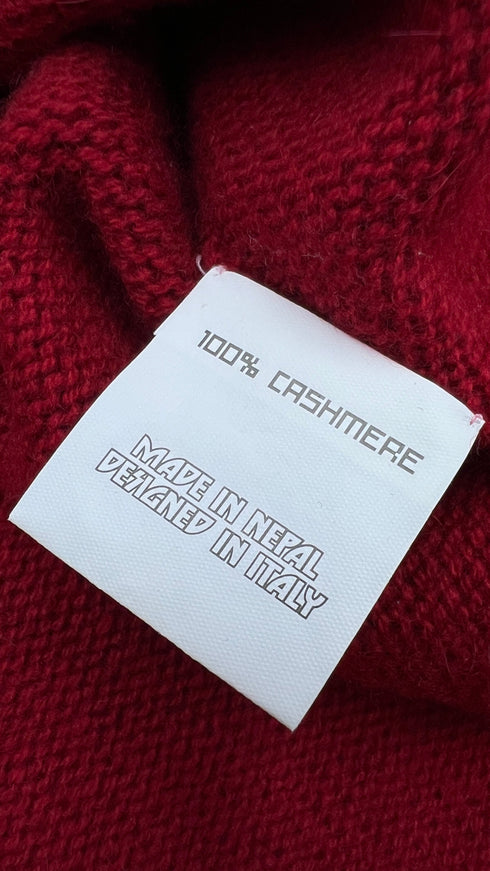 100% CASHMERE
MADE IN NEPAL
DESIGNED IN ITALY